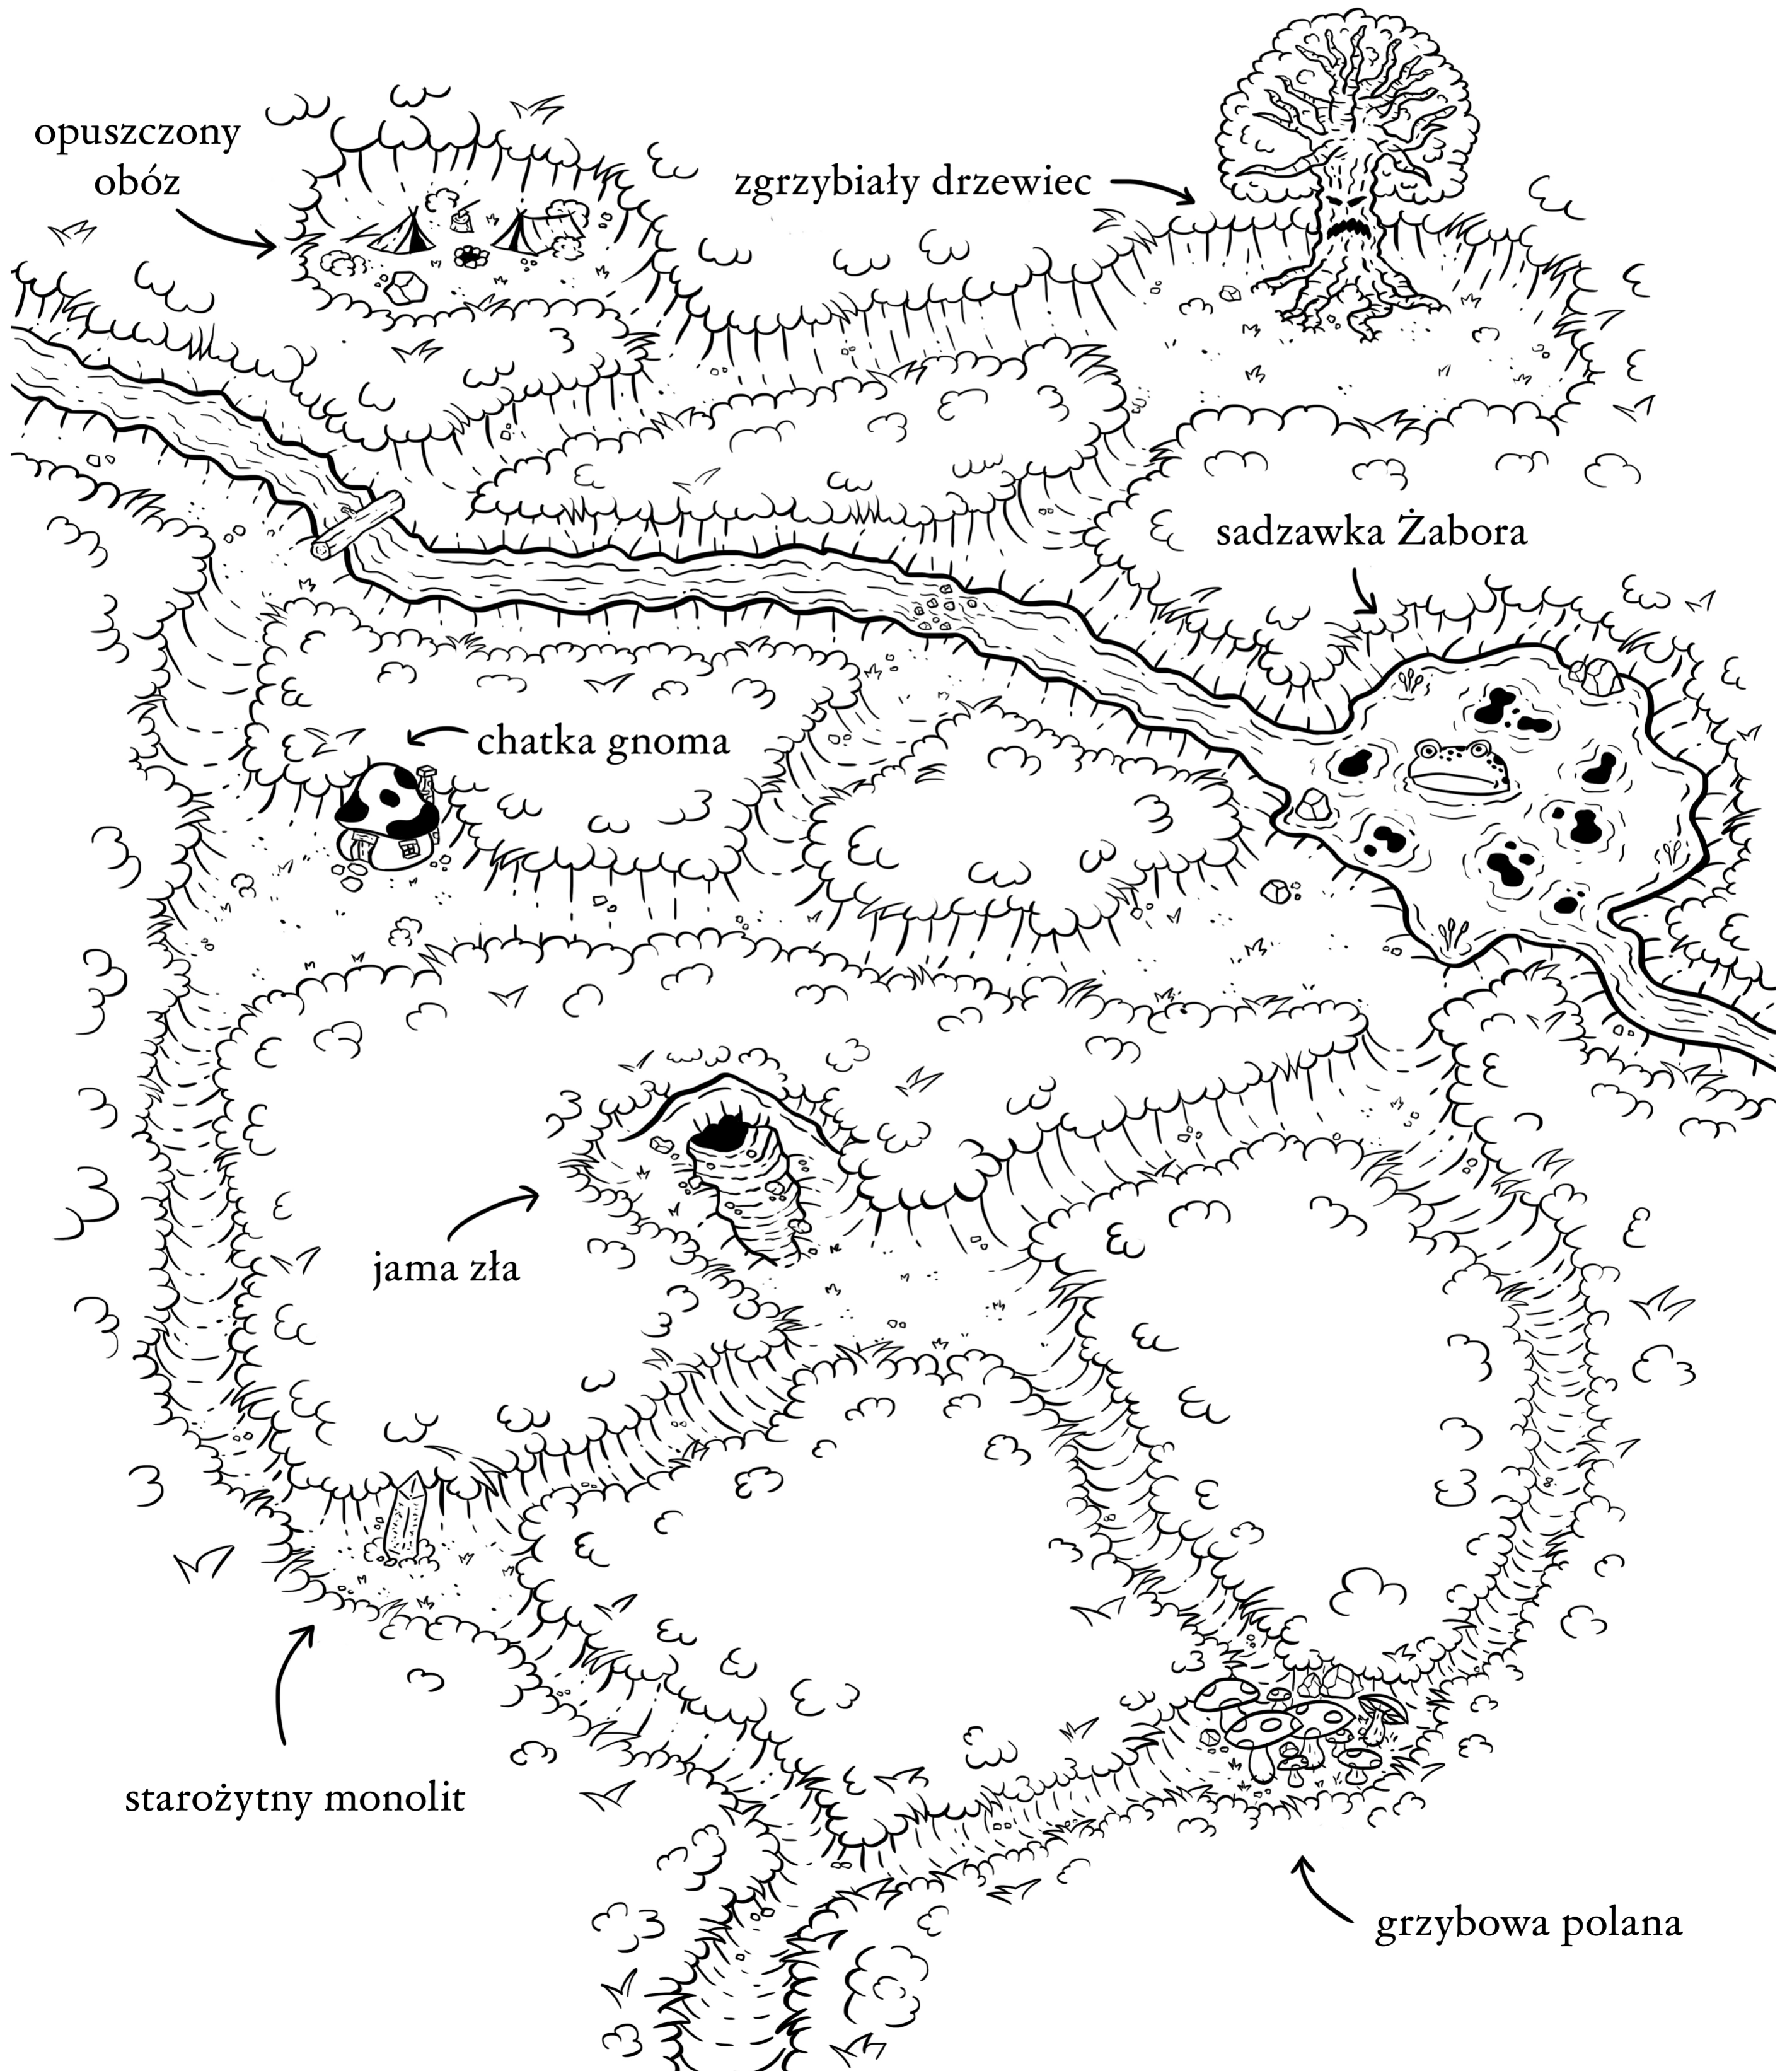 opuszczony
obóz
zgrzybiały drzewiec
sadzawka Żabora
chatka gnoma
jama zła
starożytny monolit
grzybowa polana